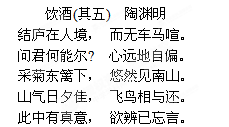 饮酒(其五) 陶渊明
结庐在人境， 而无车马喧。
问君何能尔? 心远地自偏。
采菊东篱下， 悠然见南山。
山气日夕佳， 飞鸟相与还。
此中有真意， 欲辨已忘言。